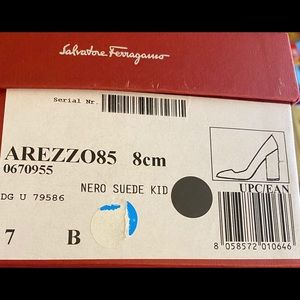 Salvatore Ferragamo
Serial Nr.
AREZZO85 8cm
0670955
NERO SUEDE KID
UPC/EAN
DG U 79586
7 B
8 058572 010646